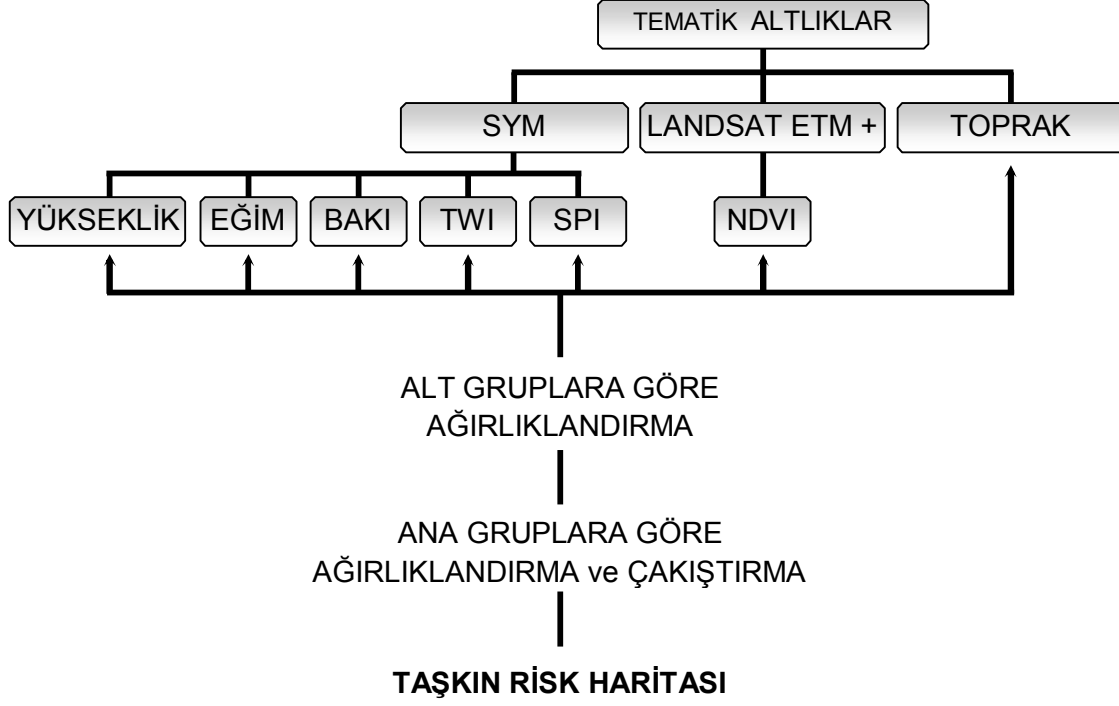 TEMATİK ALTLIKLAR
SYM
LANDSAT ETM +
TOPRAK
YÜKSEKLİK
EĞİM
BAKI
TWI
SPI
NDVI
ALT GRUPLARA GÖRE
AĞIRLIKLANDIRMA
ANA GRUPLARA GÖRE
AĞIRLIKLANDIRMA ve ÇAKIŞTIRMA
TAŞKIN RİSK HARİTASI